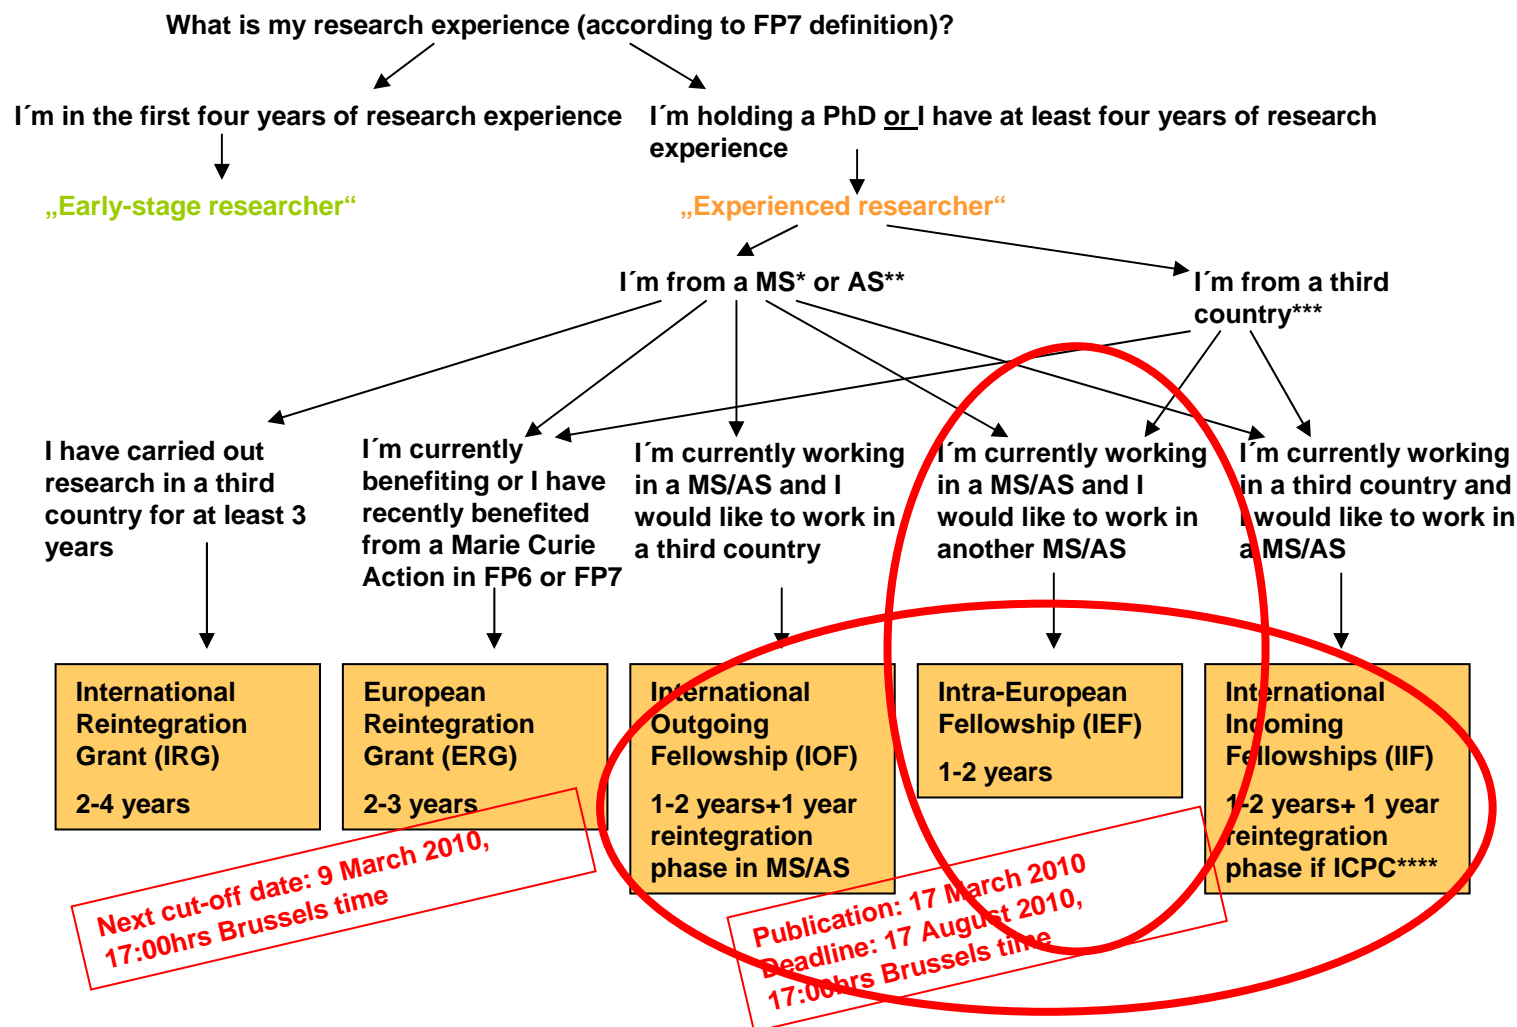 What is my research experience (according to FP7 definition)?
I´m in the first four years of research experience
I´m holding a PhD or I have at least four years of research
experience
„Early-stage researcher“
„Experienced researcher“
I´m from a MS* or AS**
I´m from a third
country***
I have carried out
research in a third
country for at least 3
years
I´m currently
benefiting or I have
recently benefited
from a Marie Curie
Action in FP6 or FP7
I´m currently working
in a MS/AS and I
would like to work in
a third country
I´m currently working
in a MS/AS and I
would like to work in
another MS/AS
I´m currently working
in a third country and
I would like to work in
a MS/AS
International
Reintegration
Grant (IRG)
2-4 years
European
Reintegration
Grant (ERG)
2-3 years
International
Outgoing
Fellowship (IOF)
1-2 years+1 year
reintegration
phase in MS/AS
Intra-European
Fellowship (IEF)
1-2 years
International
Incoming
Fellowships (IIF)
1-2 years+ 1 year
reintegration
phase if ICPC****
Next cut-off date: 9 March 2010,
17:00hrs Brussels time
Publication: 17 March 2010
Deadline: 17 August 2010,
17:00hrs Brussels time